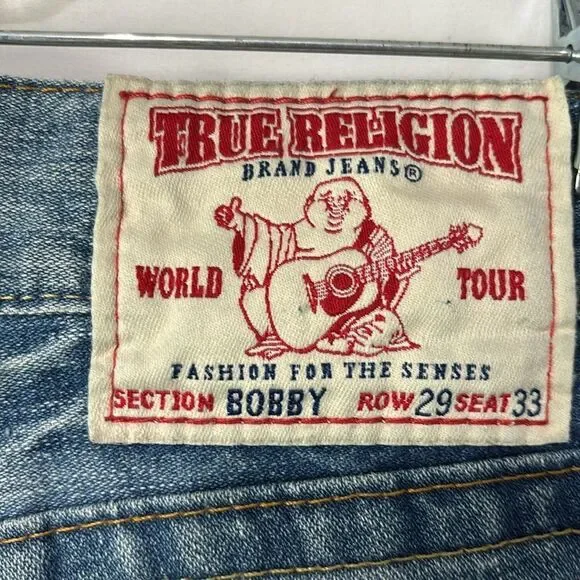 TRUE RELIGION
BRAND JEANS®
WORLD TOUR
FASHION FOR THE SENSES
SECTION BOBBY ROW 29 SEAT 33